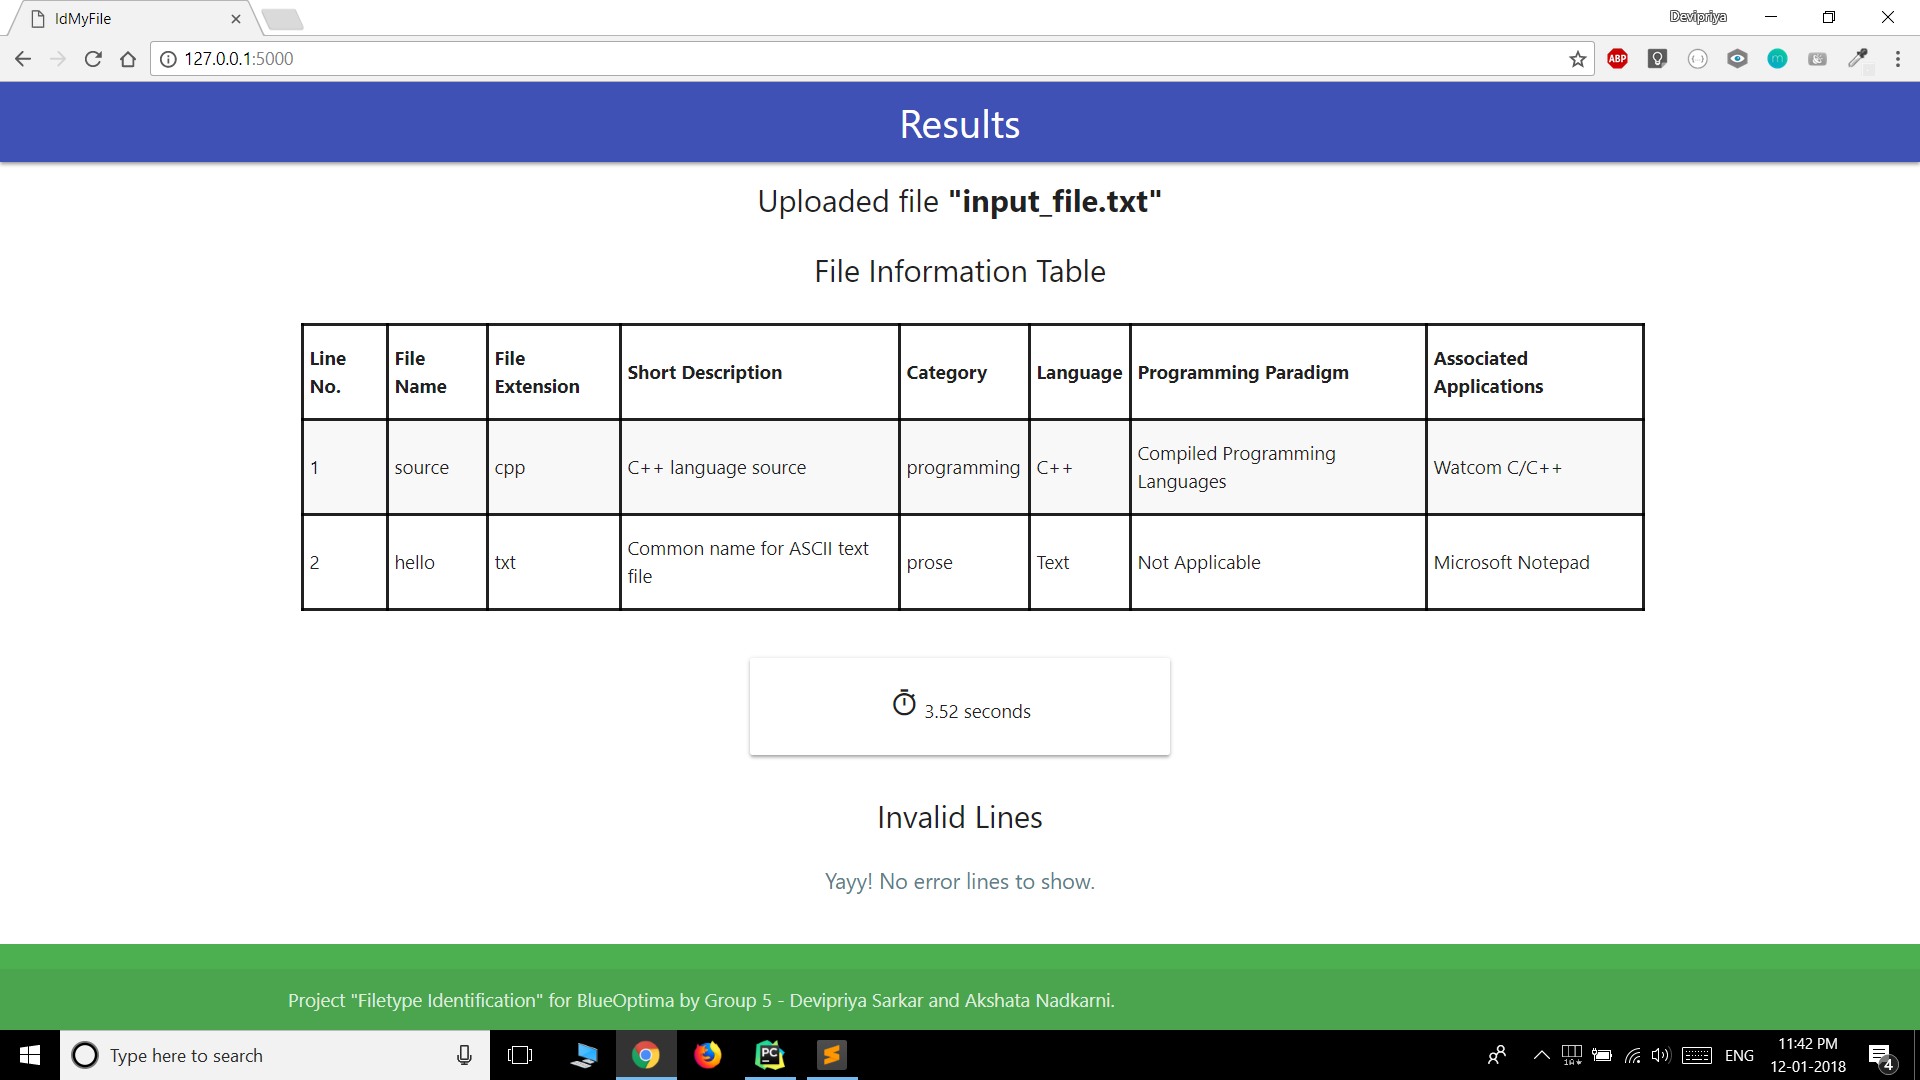 IdMyFile
Devipriya
127.0.0.1:5000
ABP
m
Results
Uploaded file "input_file.txt"
File Information Table
Line No.
File Name
File Extension
Short Description
Category
Language
Programming Paradigm
Associated Applications
1
source
cpp
C++ language source
programming
C++
Compiled Programming Languages
Watcom C/C++
2
hello
txt
Common name for ASCII text file
prose
Text
Not Applicable
Microsoft Notepad
3.52 seconds
Invalid Lines
Yayy! No error lines to show.
Project "Filetype Identification" for BlueOptima by Group 5 - Devipriya Sarkar and Akshata Nadkarni.
Type here to search
PC
ENG
11:42 PM
12-01-2018
4